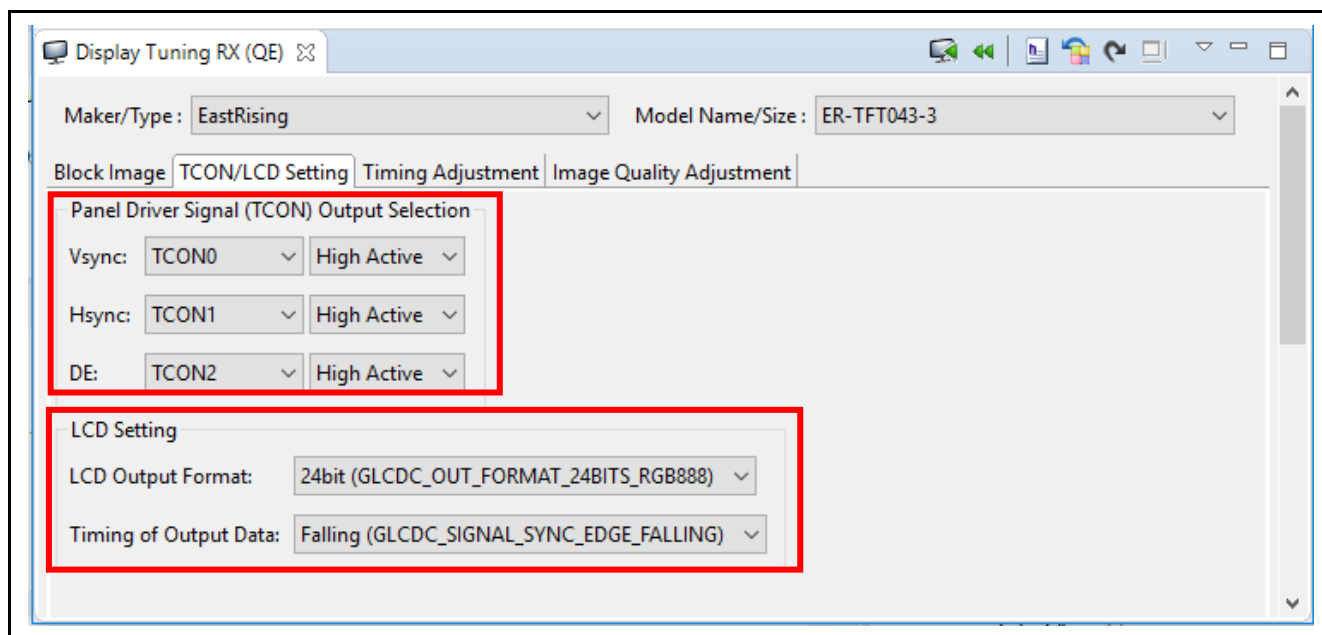 Display Tuning RX (QE)
Maker/Type : EastRising Model Name/Size : ER-TFT043-3
Block Image TCON/LCD Setting Timing Adjustment Image Quality Adjustment
Panel Driver Signal (TCON) Output Selection
Vsync: TCON0 High Active
Hsync: TCON1 High Active
DE: TCON2 High Active
LCD Setting
LCD Output Format: 24bit (GLCDC_OUT_FORMAT_24BITS_RGB888)
Timing of Output Data: Falling (GLCDC_SIGNAL_SYNC_EDGE_FALLING)